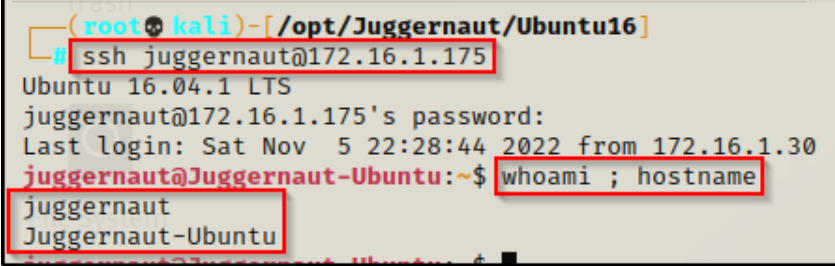 (root💀kali)-[/opt/Juggernaut/Ubuntu16]
# ssh juggernaut@172.16.1.175
Ubuntu 16.04.1 LTS
juggernaut@172.16.1.175's password:
Last login: Sat Nov  5 22:28:44 2022 from 172.16.1.30
juggernaut@Juggernaut-Ubuntu:~$ whoami ; hostname
juggernaut
Juggernaut-Ubuntu